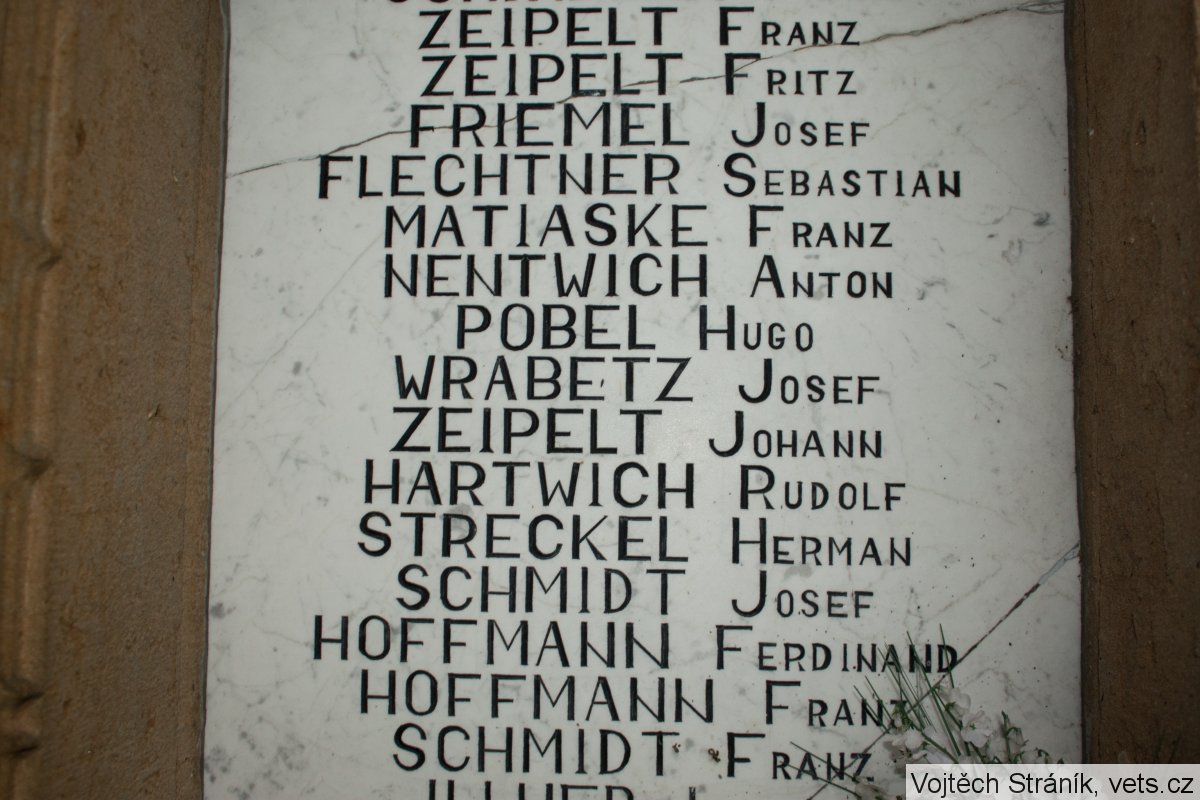 ZEIPELT FRANZ
ZEIPELT FRITZ
FRIEMEL JOSEF
FLECHTNER SEBASTIAN
MATIASKE FRANZ
NENTWICH ANTON
POBEL HUGO
WRABETZ JOSEF
ZEIPELT JOHANN
HARTWICH RUDOLF
STRECKEL HERMAN
SCHMIDT JOSEF
HOFFMANN FERDINAND
HOFFMANN FRANZ
SCHMIDT FRANZ
Vojtěch Stráník, vets.cz